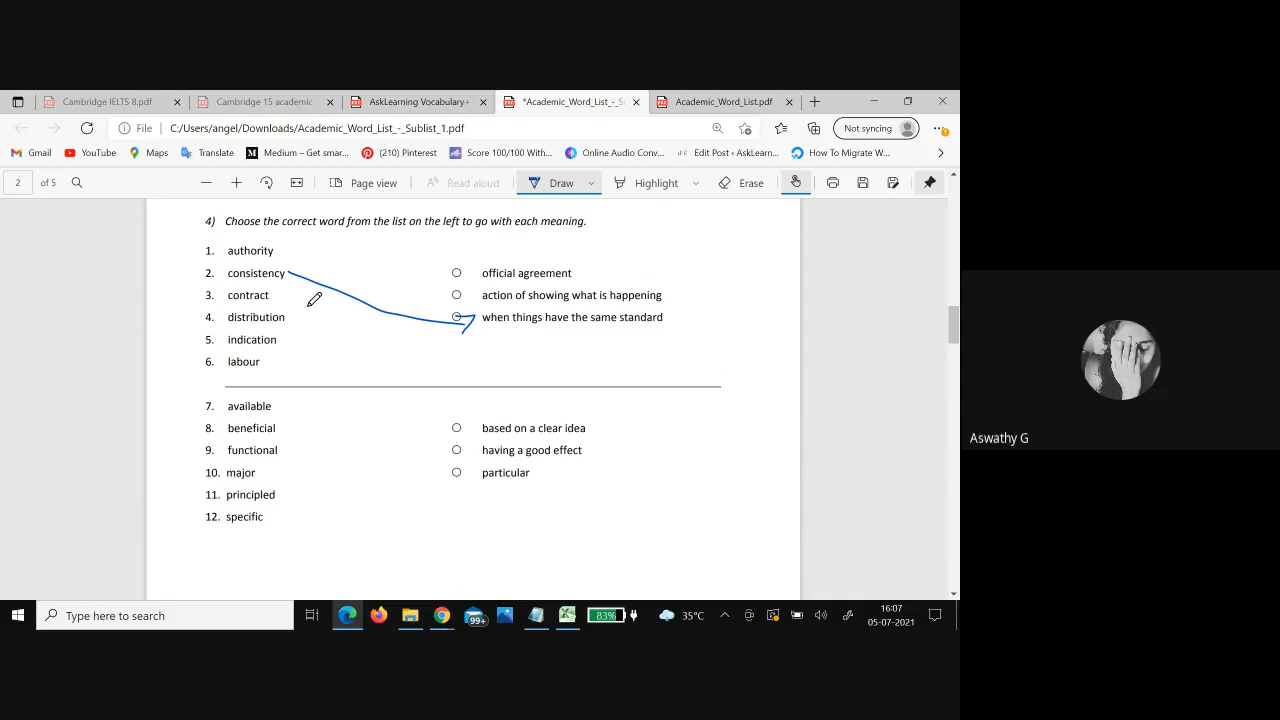 Cambridge IELTS 8.pdf
Cambridge 15 academic
AskLearning Vocabulary+
*Academic_Word_List_-_S
Academic_Word_List.pdf
File
C:/Users/angel/Downloads/Academic_Word_List_-_Sublist_1.pdf
Not syncing
Gmail
YouTube
Maps
Translate
Medium – Get smar...
(210) Pinterest
Score 100/100 With...
Online Audio Conv...
Edit Post ‹ AskLearn...
How To Migrate W...
2
of 5
Page view
Read aloud
Draw
Highlight
Erase
4) Choose the correct word from the list on the left to go with each meaning.
1. authority
2. consistency official agreement
3. contract action of showing what is happening
4. distribution when things have the same standard
5. indication
6. labour
7. available
8. beneficial based on a clear idea
9. functional having a good effect
10. major particular
11. principled
12. specific
Aswathy G
Type here to search
99+
83%
35°C
16:07
05-07-2021